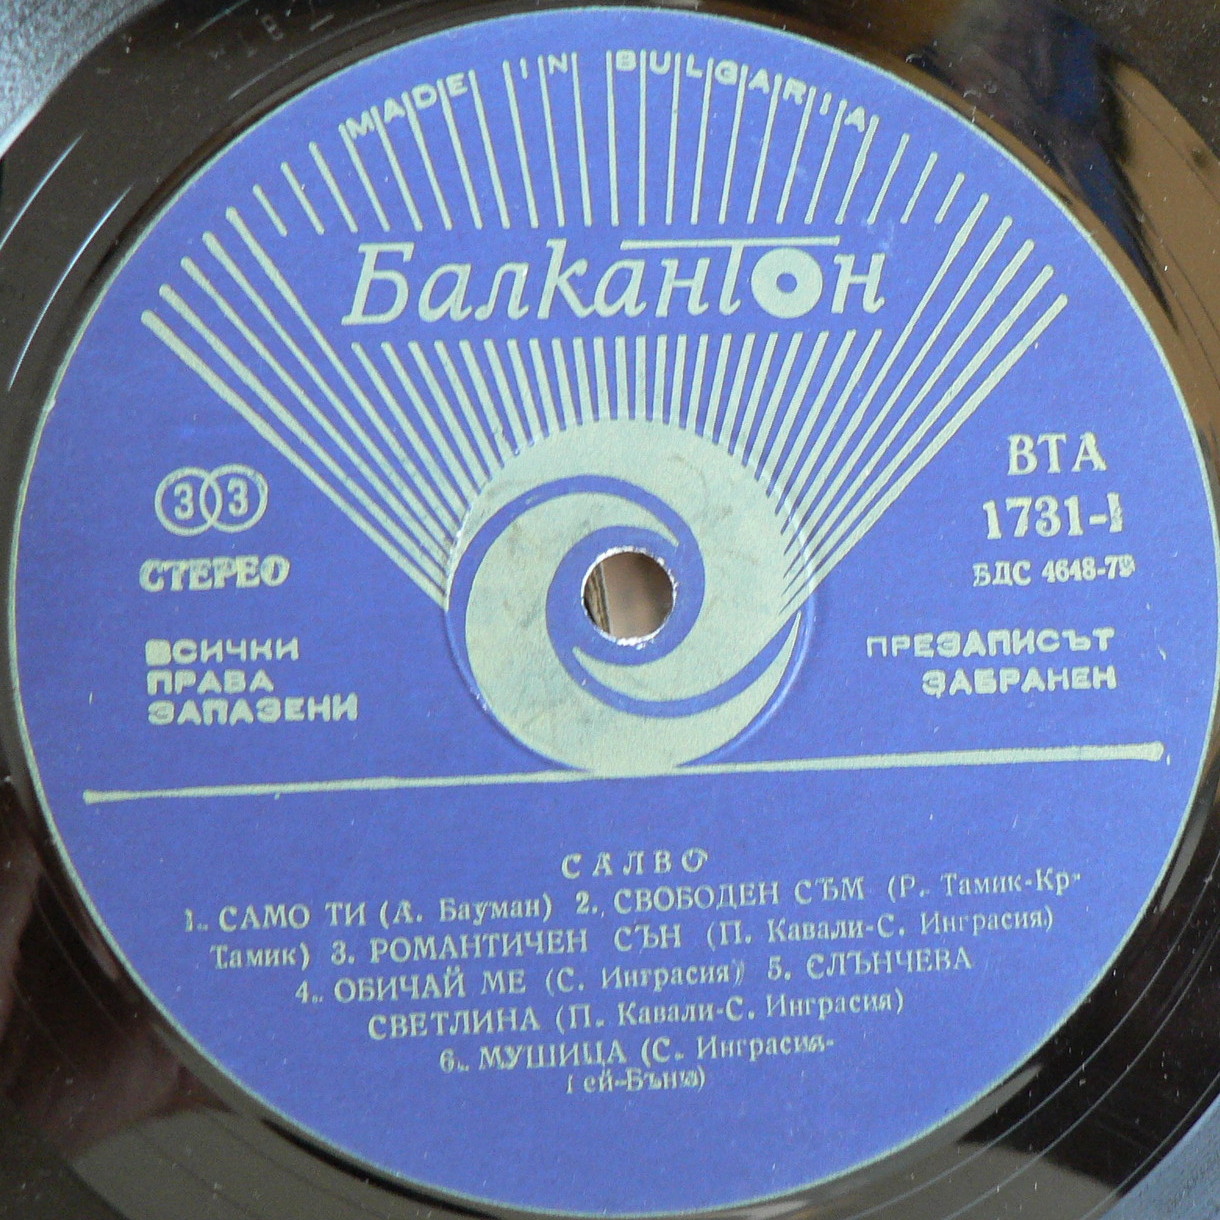 MADE IN BULGARIA
Балкантон
33
СТЕРЕО
ВСИЧКИ
ПРАВА
ЗАПАЗЕНИ
ВТА
1731-I
БДС 4648-79
ПРЕЗАПИСЪТ
ЗАБРАНЕН
САЛВО
1. САМО ТИ (А. Бауман) 2. СВОБОДЕН СЪМ (Р. Тамик-Кр.
Тамик) 3. РОМАНТИЧЕН СЪН (П. Кавали-С. Инграсия)
4. ОБИЧАЙ МЕ (С. Инграсия) 5. СЛЪНЧЕВА
СВЕТЛИНА (П. Кавали-С. Инграсия)
6. МУШИЦА (С. Инграсия-